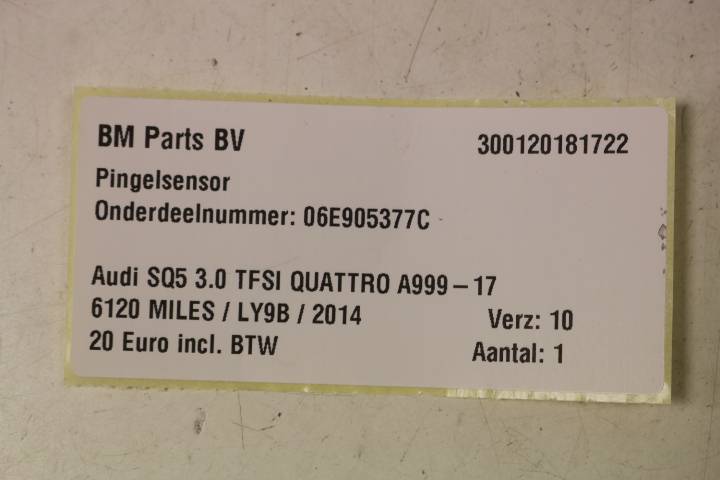 BM Parts BV 300120181722
Pingelsensor
Onderdeelnummer: 06E905377C
Audi SQ5 3.0 TFSI QUATTRO A999-17
6120 MILES / LY9B / 2014 Verz: 10
20 Euro incl. BTW Aantal: 1